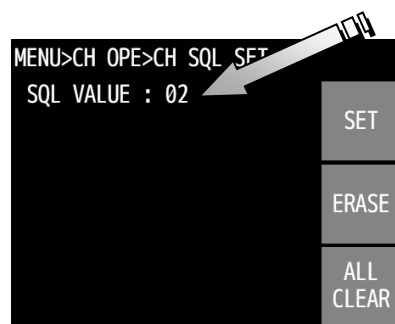 MENU>CH OPE>CH SQL SET
SQL VALUE : 02
SET
ERASE
ALL
CLEAR